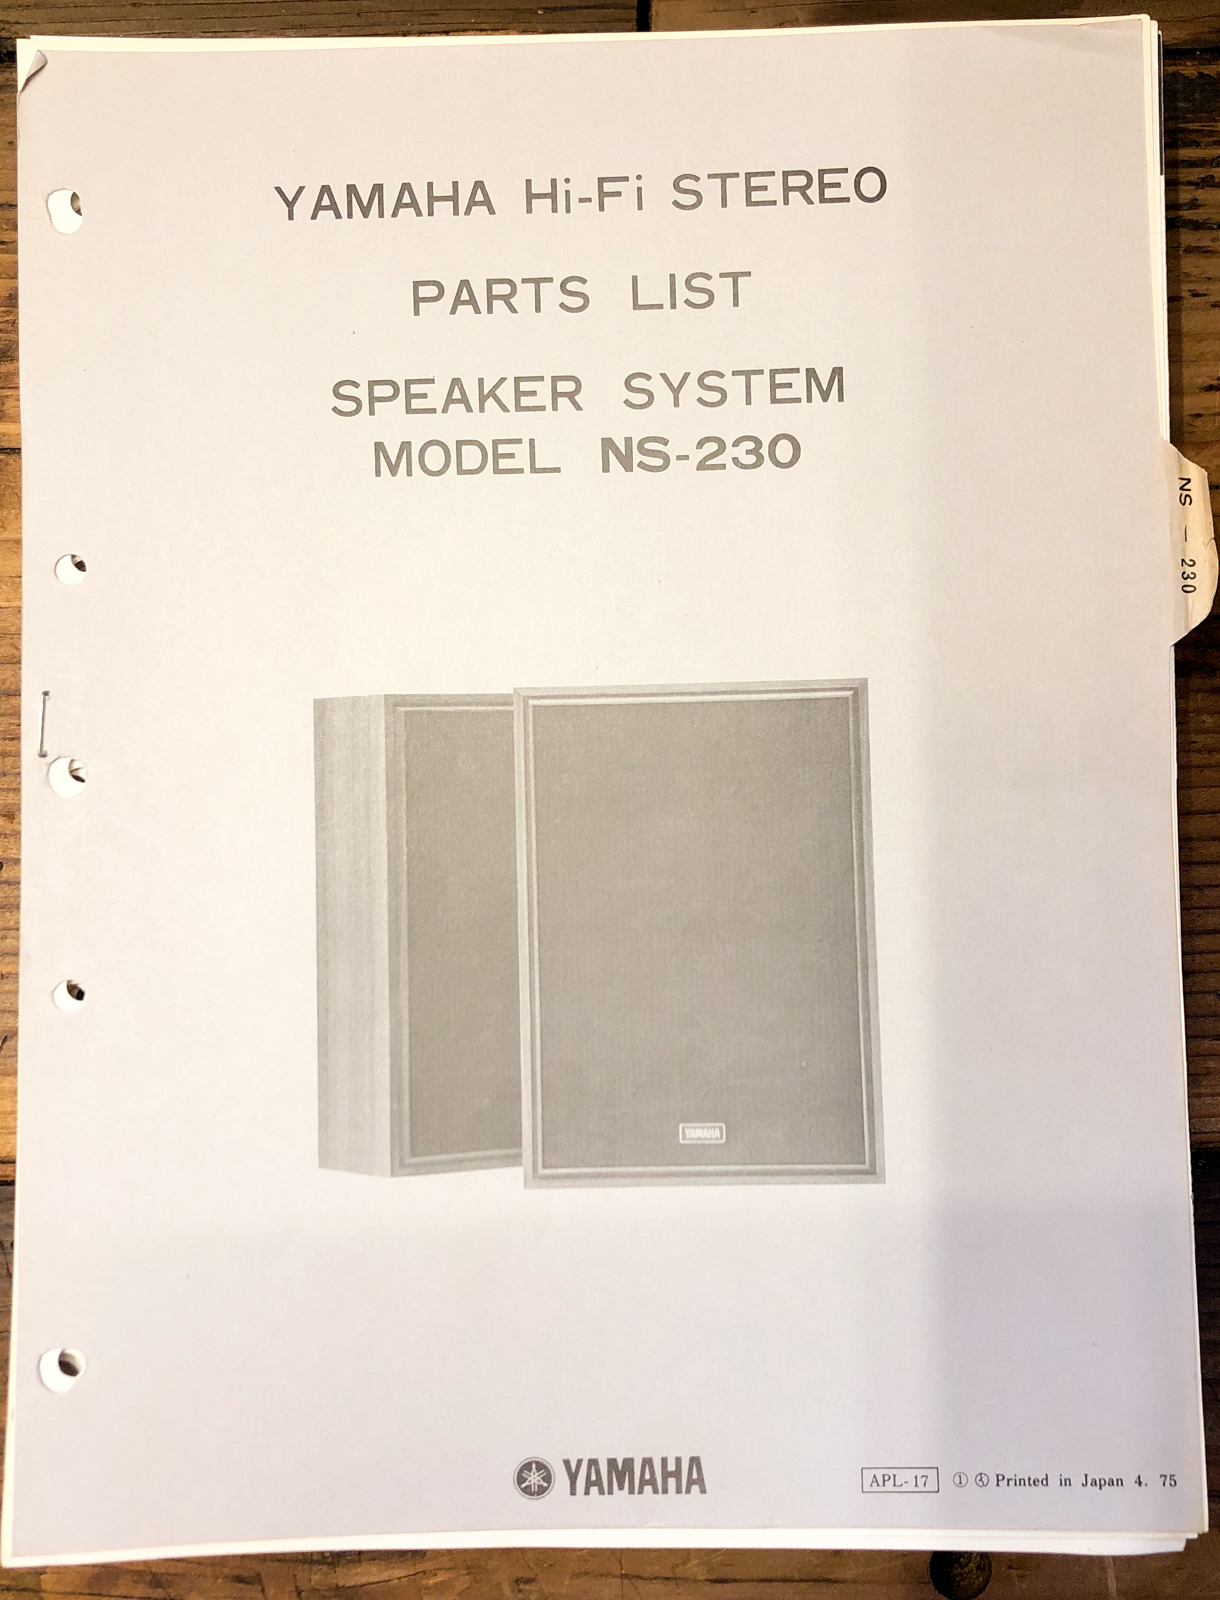 YAMAHA Hi-Fi STEREO
PARTS LIST
SPEAKER SYSTEM
MODEL NS-230
NS - 230
YAMAHA
YAMAHA
APL-17 ① Printed in Japan 4. 75